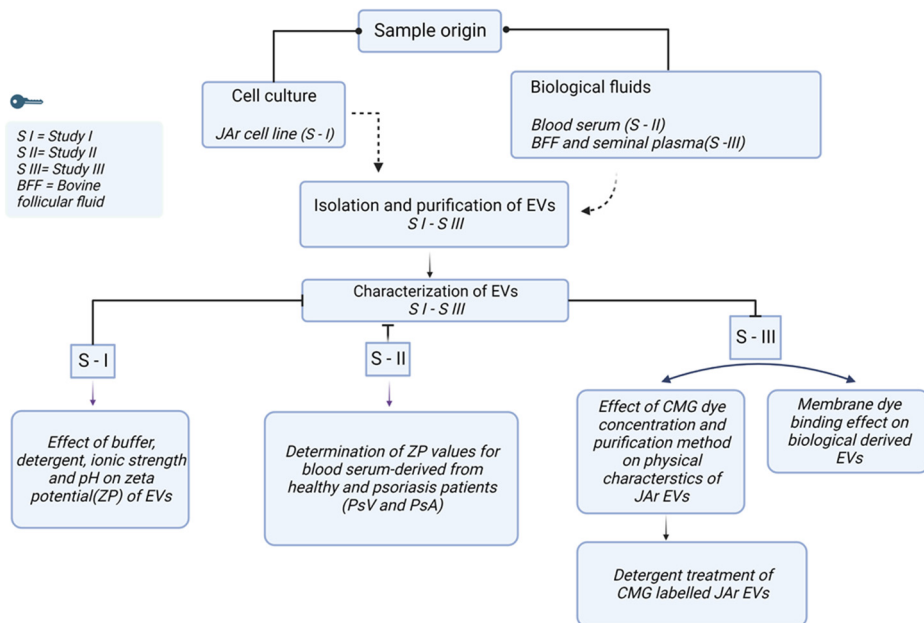 Sample origin
Cell culture
JAr cell line (S - I)
Biological fluids
Blood serum (S - II)
BFF and seminal plasma(S -III)
S I = Study I
S II= Study II
S III= Study III
BFF = Bovine
follicular fluid
Isolation and purification of EVs
S I - S III
Characterization of EVs
S I - S III
S - I
S - II
S - III
Effect of buffer,
detergent, ionic strength
and pH on zeta
potential(ZP) of EVs
Determination of ZP values for
blood serum-derived from
healthy and psoriasis patients
(PsV and PsA)
Effect of CMG dye
concentration and
purification method
on physical
characterstics of
JAr EVs
Membrane dye
binding effect on
biological derived
EVs
Detergent treatment of
CMG labelled JAr EVs